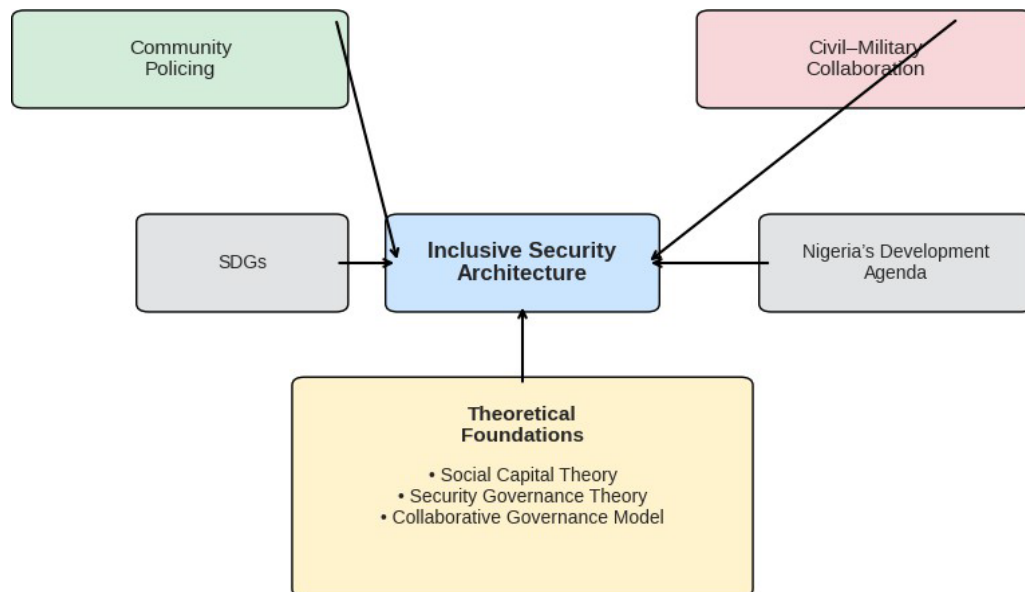 Community
Policing
Civil–Military
Collaboration
SDGs
Inclusive Security
Architecture
Nigeria’s Development
Agenda
Theoretical
Foundations
• Social Capital Theory
• Security Governance Theory
• Collaborative Governance Model